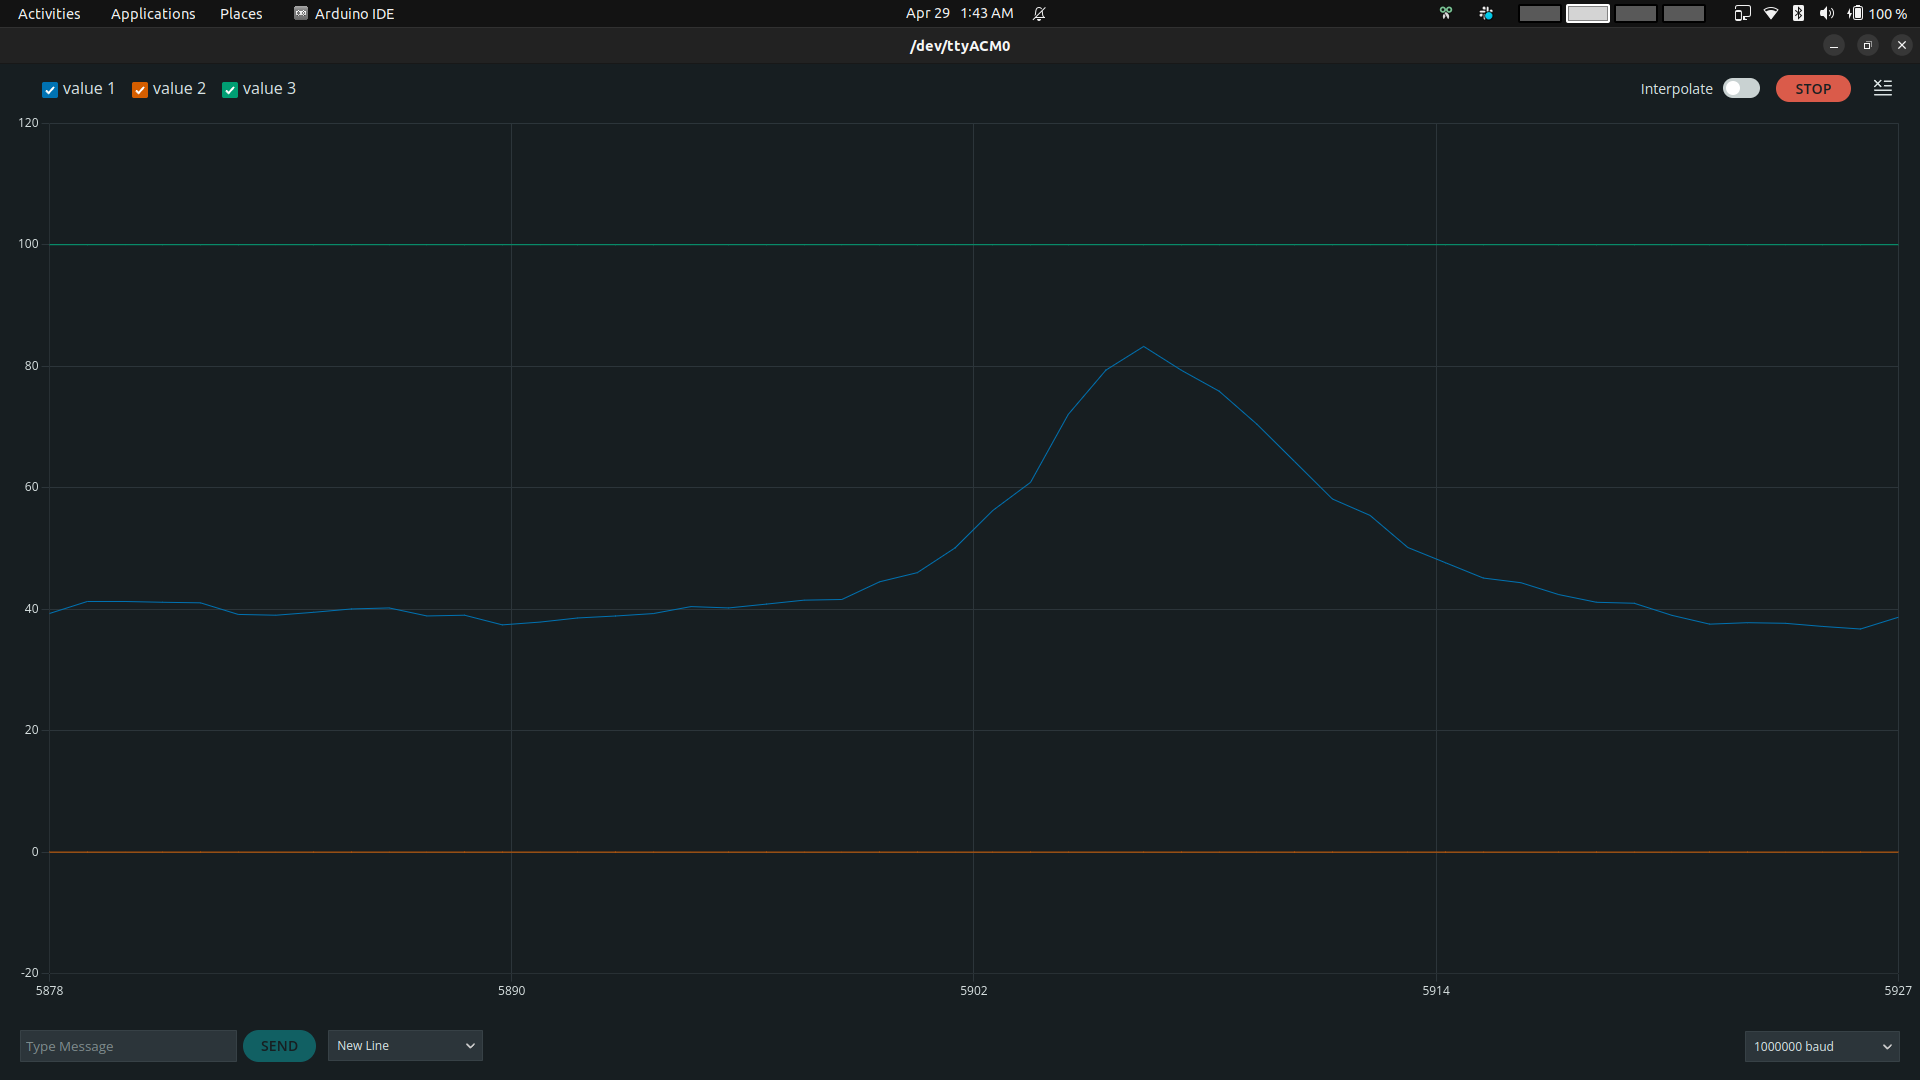 Activities Applications Places Arduino IDE Apr 29 1:43 AM 100 %
/dev/ttyACM0
value 1 value 2 value 3 Interpolate STOP
120
100
80
60
40
20
0
-20
5878 5890 5902 5914 5927
Type Message SEND New Line 1000000 baud